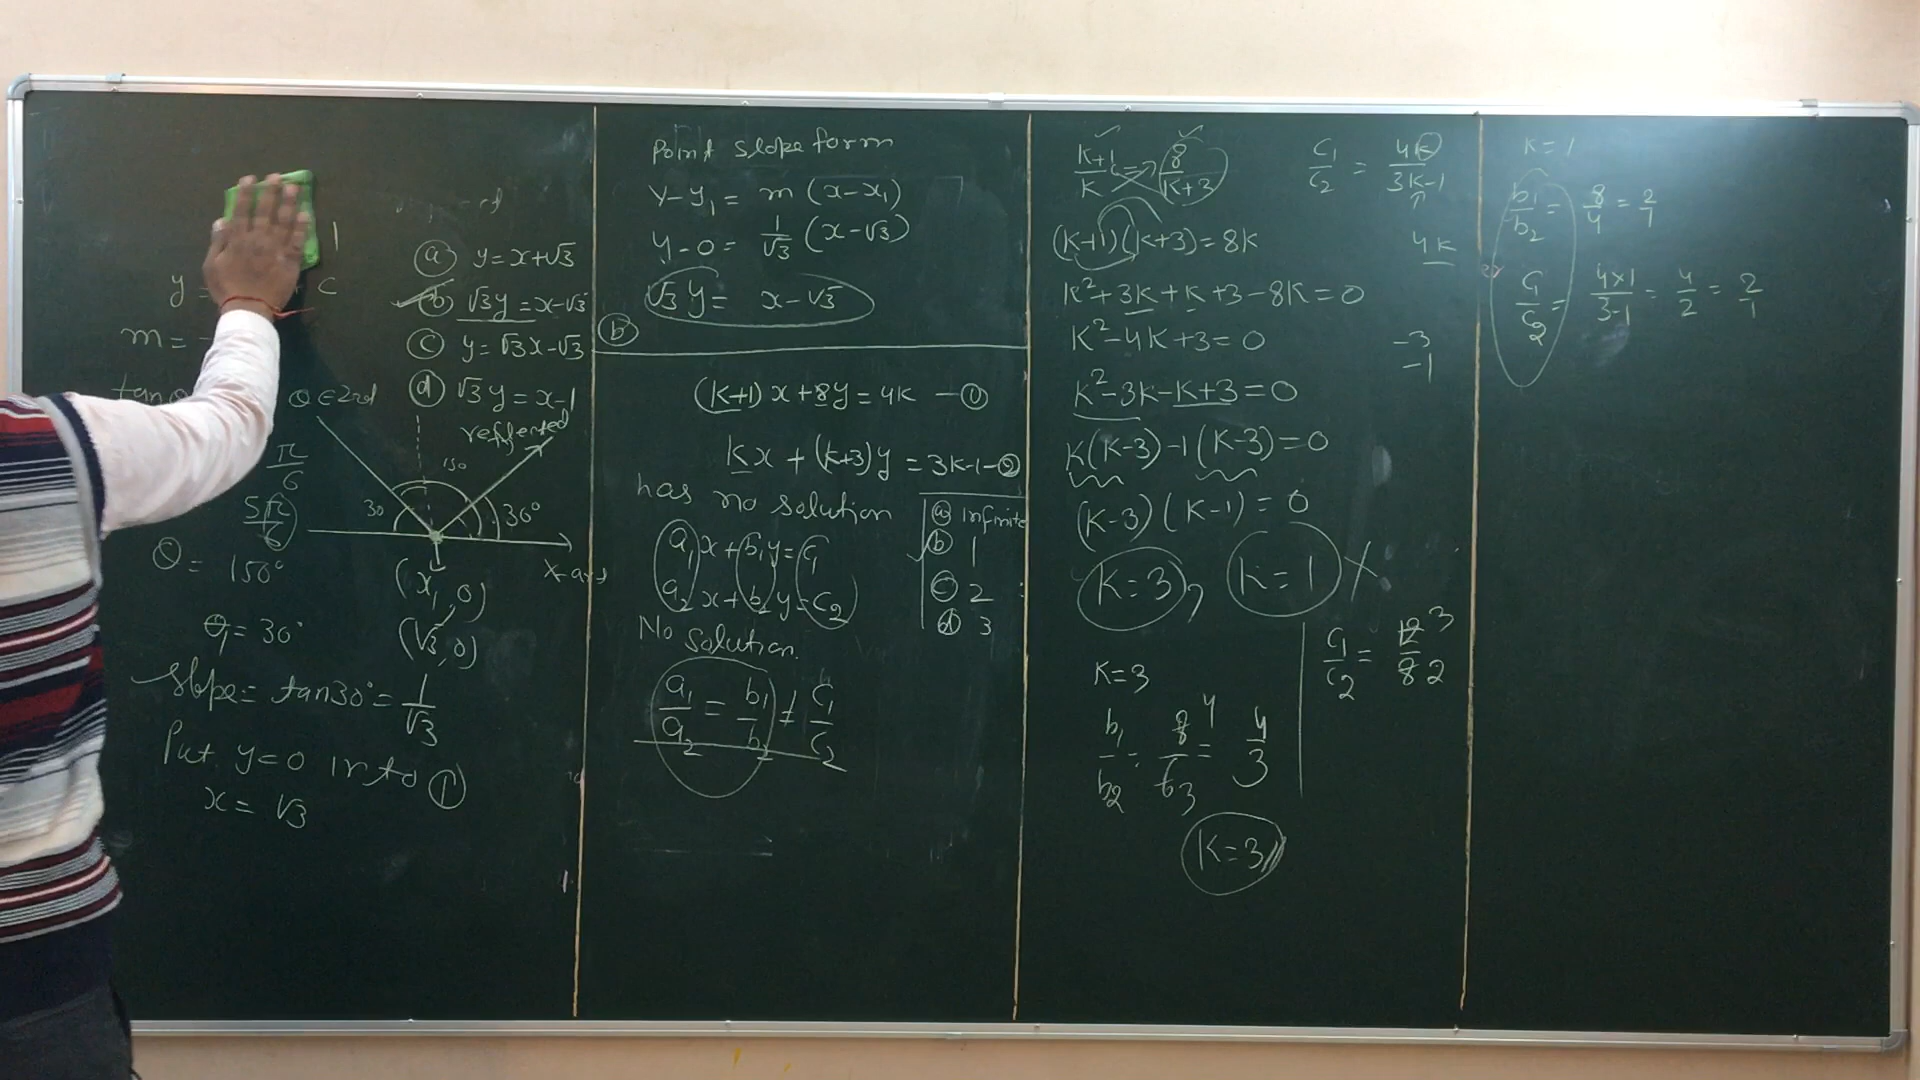 y = C
m = -
tanθ
θ ∈ 2nd
π/6
5π/6
θ = 150°
θ₁ = 30°
Slope = tan30° = 1/√3
Put y=0 into ①
x = √3
ⓐ y = x+√3
ⓑ √3y = x-√3
ⓒ y = √3x-√3
ⓓ √3y = x-1
reflected
150
30
30°
x-axis
(x₁, 0)
(√3, 0)
Point slope form
y-y₁ = m (x-x₁)
y-0 = 1/√3 (x-√3)
√3y = x-√3
ⓑ
(k+1)x+8y = 4k —①
kx + (k+3)y = 3k-1-②
has no solution
ⓐ infinite
ⓑ 1
ⓒ 2
ⓓ 3
a₁x+b₁y=c₁
a₂x+b₂y=c₂
No solution.
a₁/a₂ = b₁/b₂ ≠ c₁/c₂
k+1/k = 8/k+3
(k+1)(k+3) = 8k
k²+3k+k+3-8k=0
k²-4k+3=0
k²-3k-k+3=0
k(k-3)-1(k-3)=0
(k-3)(k-1)=0
k=3, k=1 ×
c₁/c₂ = 4k/3k-1
4k
-3
-1
k=3
b₁/b₂ = 8/6 4 3 = 4/3
c₁/c₂ = 12/8 3 2
k=3
k=1
b₁/b₂ = 8/4 = 2/1
c₁/c₂ = 4×1/3-1 = 4/2 = 2/1